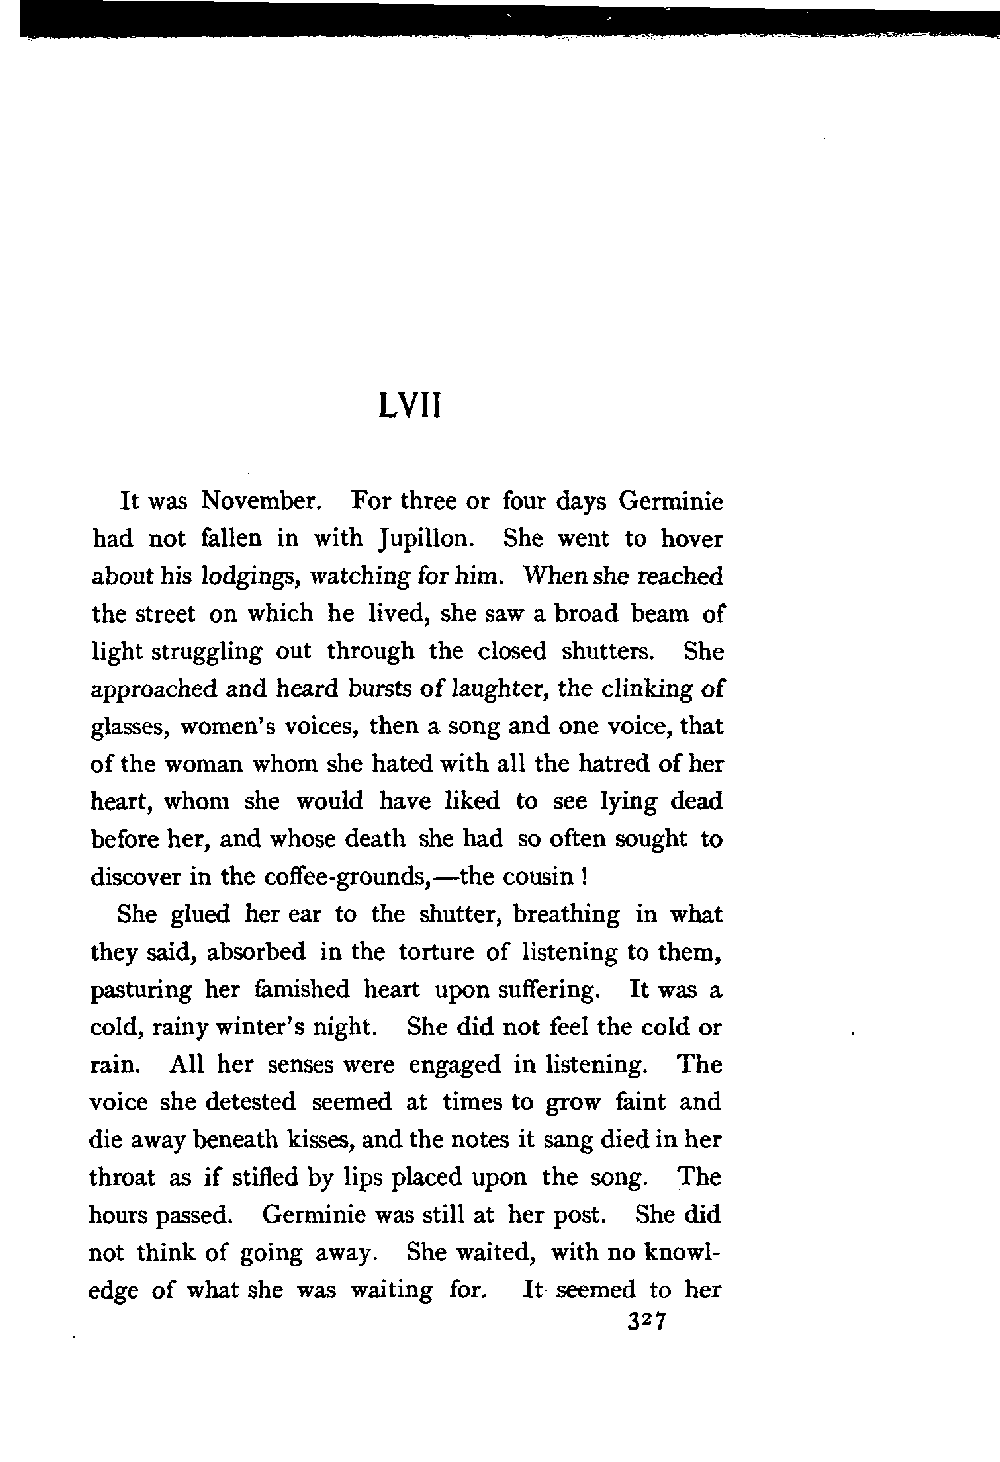 LVII
It was November. For three or four days Germinie
had not fallen in with Jupillon. She went to hover
about his lodgings, watching for him. When she reached
the street on which he lived, she saw a broad beam of
light struggling out through the closed shutters. She
approached and heard bursts of laughter, the clinking of
glasses, women's voices, then a song and one voice, that
of the woman whom she hated with all the hatred of her
heart, whom she would have liked to see lying dead
before her, and whose death she had so often sought to
discover in the coffee-grounds,—the cousin !
She glued her ear to the shutter, breathing in what
they said, absorbed in the torture of listening to them,
pasturing her famished heart upon suffering. It was a
cold, rainy winter's night. She did not feel the cold or
rain. All her senses were engaged in listening. The
voice she detested seemed at times to grow faint and
die away beneath kisses, and the notes it sang died in her
throat as if stifled by lips placed upon the song. The
hours passed. Germinie was still at her post. She did
not think of going away. She waited, with no knowl-
edge of what she was waiting for. It seemed to her
327